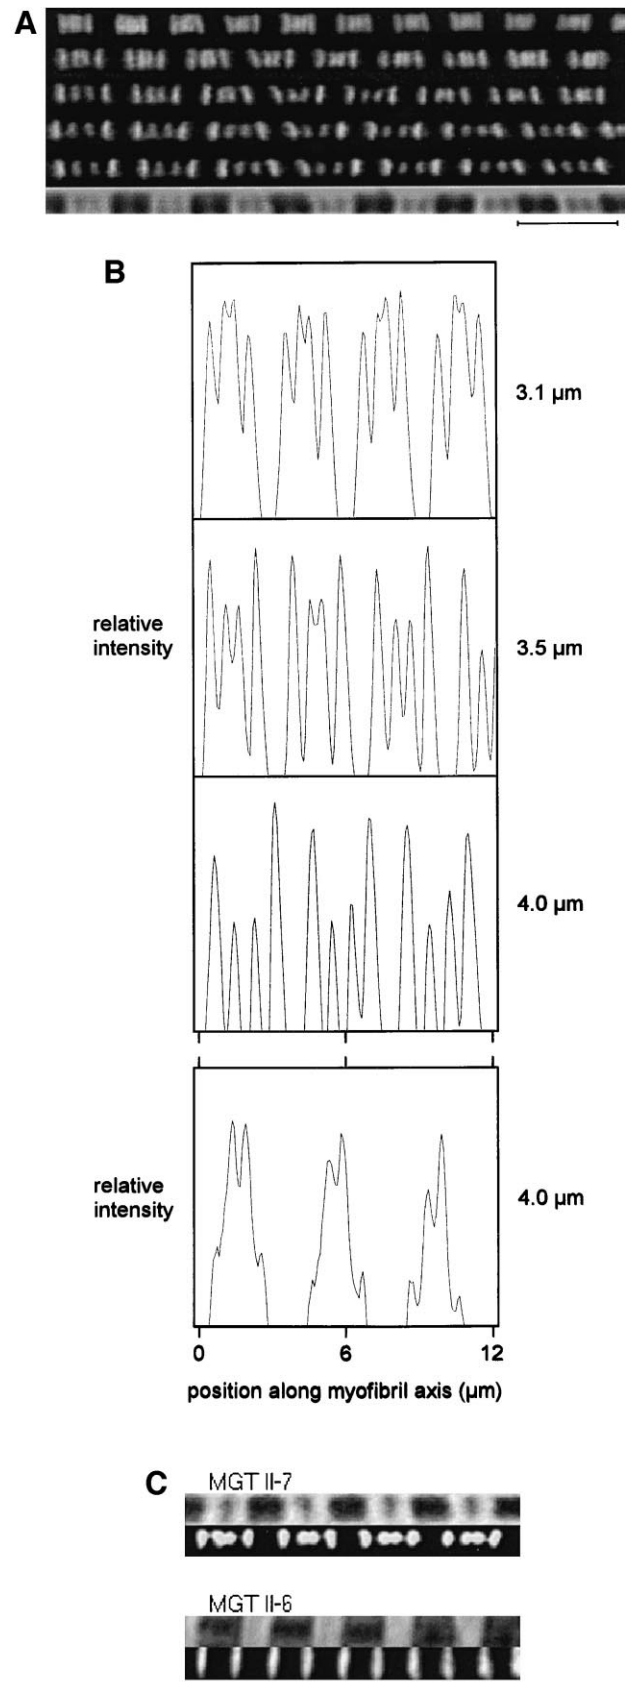 A
B
3.1 µm
relative
intensity
3.5 µm
4.0 µm
relative
intensity
4.0 µm
0 6 12
position along myofibril axis (µm)
C
MGT II-7
MGT II-6